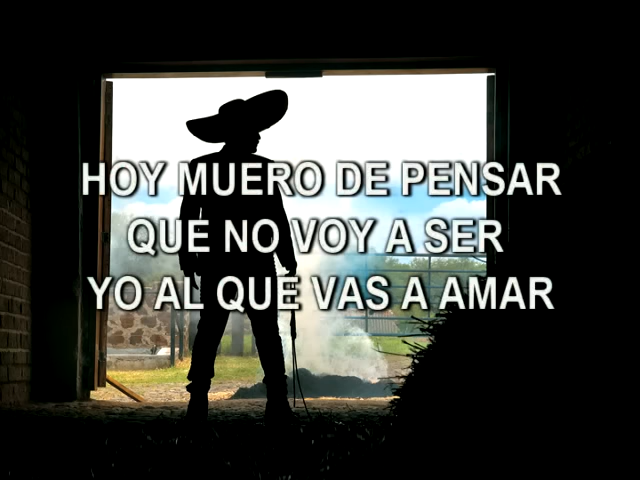 HOY MUERO DE PENSAR
QUE NO VOY A SER
YO AL QUE VAS A AMAR